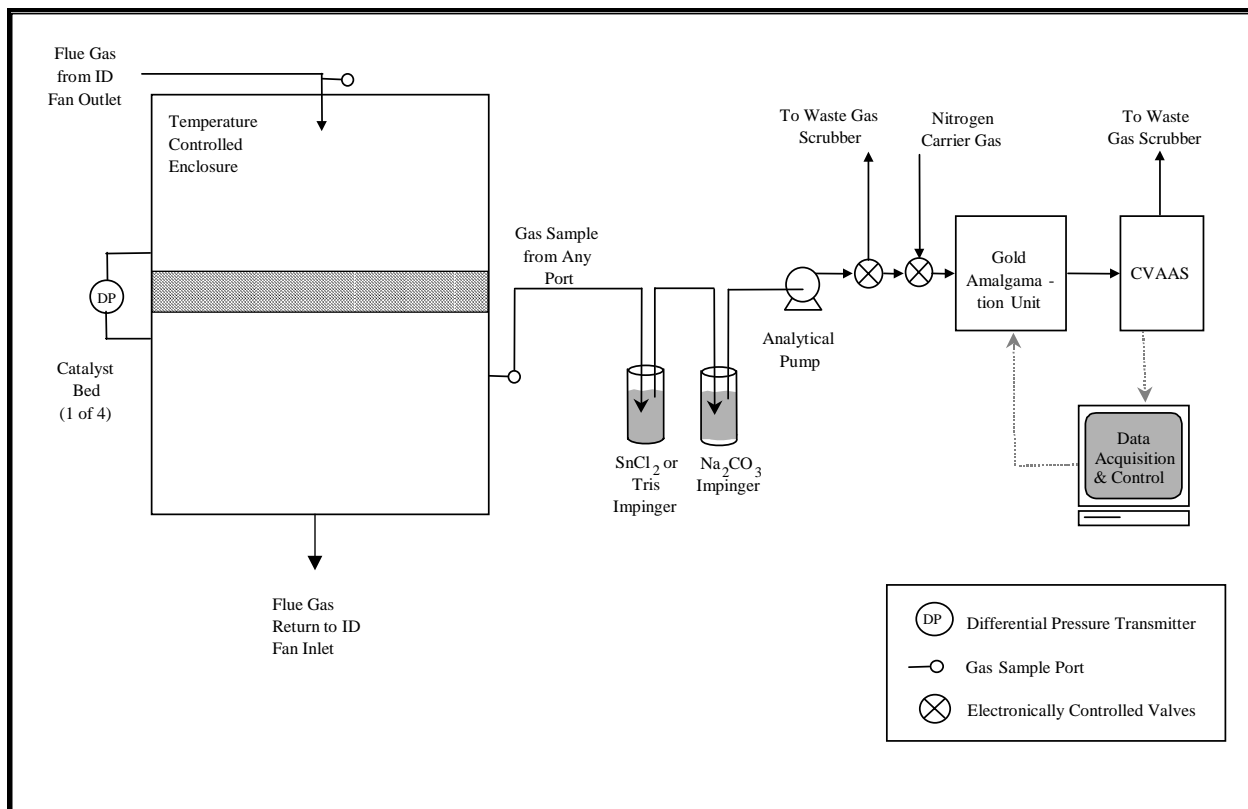 Flue Gas
from ID
Fan Outlet
Temperature
Controlled
Enclosure
DP
Catalyst
Bed
(1 of 4)
Flue Gas
Return to ID
Fan Inlet
Gas Sample
from Any
Port
SnCl2 or
Tris
Impinger
Na2CO3
Impinger
Analytical
Pump
To Waste Gas
Scrubber
Nitrogen
Carrier Gas
To Waste
Gas Scrubber
Gold
Amalgama -
tion Unit
CVAAS
Data
Acquisition
& Control
DP Differential Pressure Transmitter
Gas Sample Port
Electronically Controlled Valves